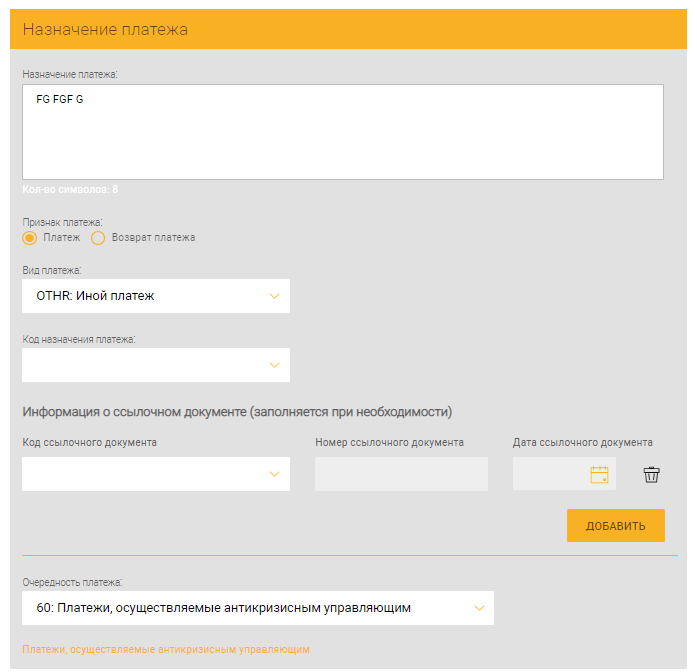 Назначение платежа
Назначение платежа:
FG FGF G
Кол-во символов: 8
Признак платежа:
Платеж Возврат платежа
Вид платежа:
OTHR: Иной платеж
Код назначения платежа:
Информация о ссылочном документе (заполняется при необходимости)
Код ссылочного документа Номер ссылочного документа Дата ссылочного документа
ДОБАВИТЬ
Очередность платежа:
60: Платежи, осуществляемые антикризисным управляющим
Платежи, осуществляемые антикризисным управляющим